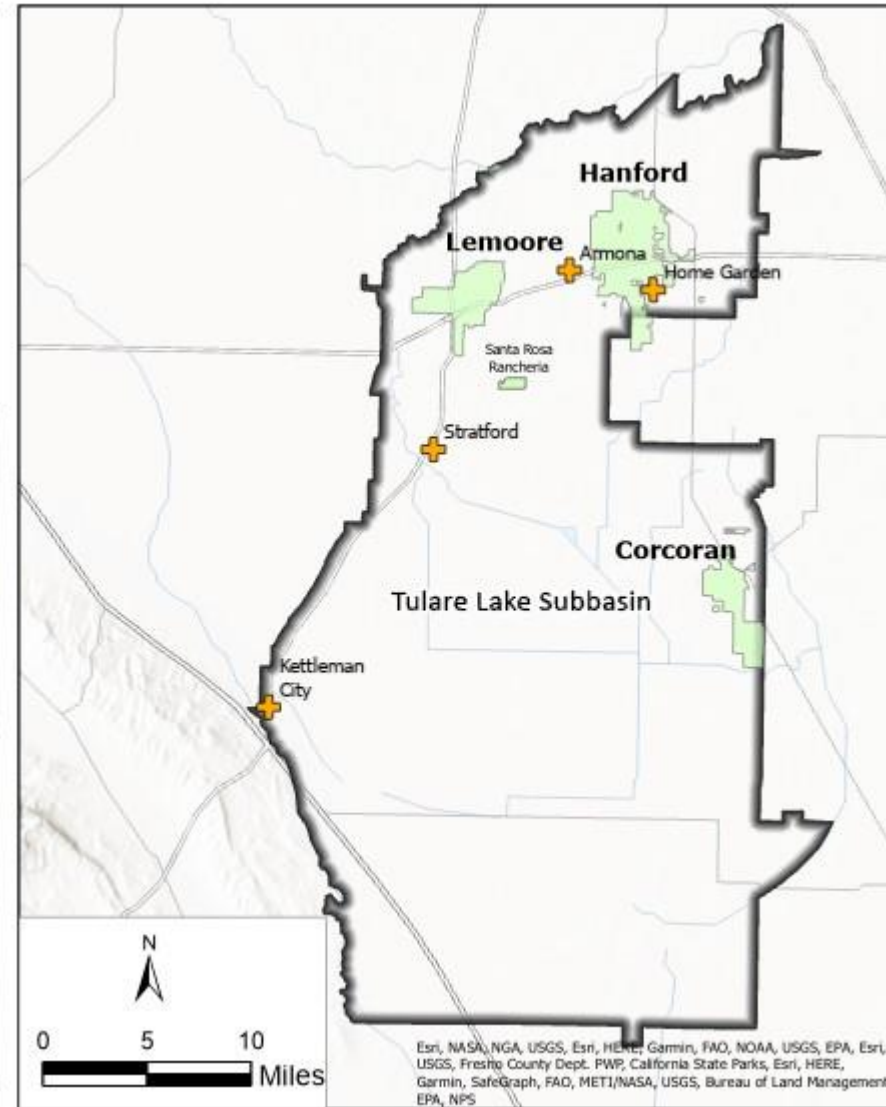 Hanford
Lemoore
Armona
Home Garden
Santa Rosa
Rancheria
Stratford
Corcoran
Tulare Lake Subbasin
Kettleman
City
N
0 5 10
Miles
Esri, NASA, NGA, USGS, Esri, HERE, Garmin, FAO, NOAA, USGS, EPA, Esri,
USGS, Fresno County Dept. PWP, California State Parks, Esri, HERE,
Garmin, SafeGraph, FAO, METI/NASA, USGS, Bureau of Land Management,
EPA, NPS